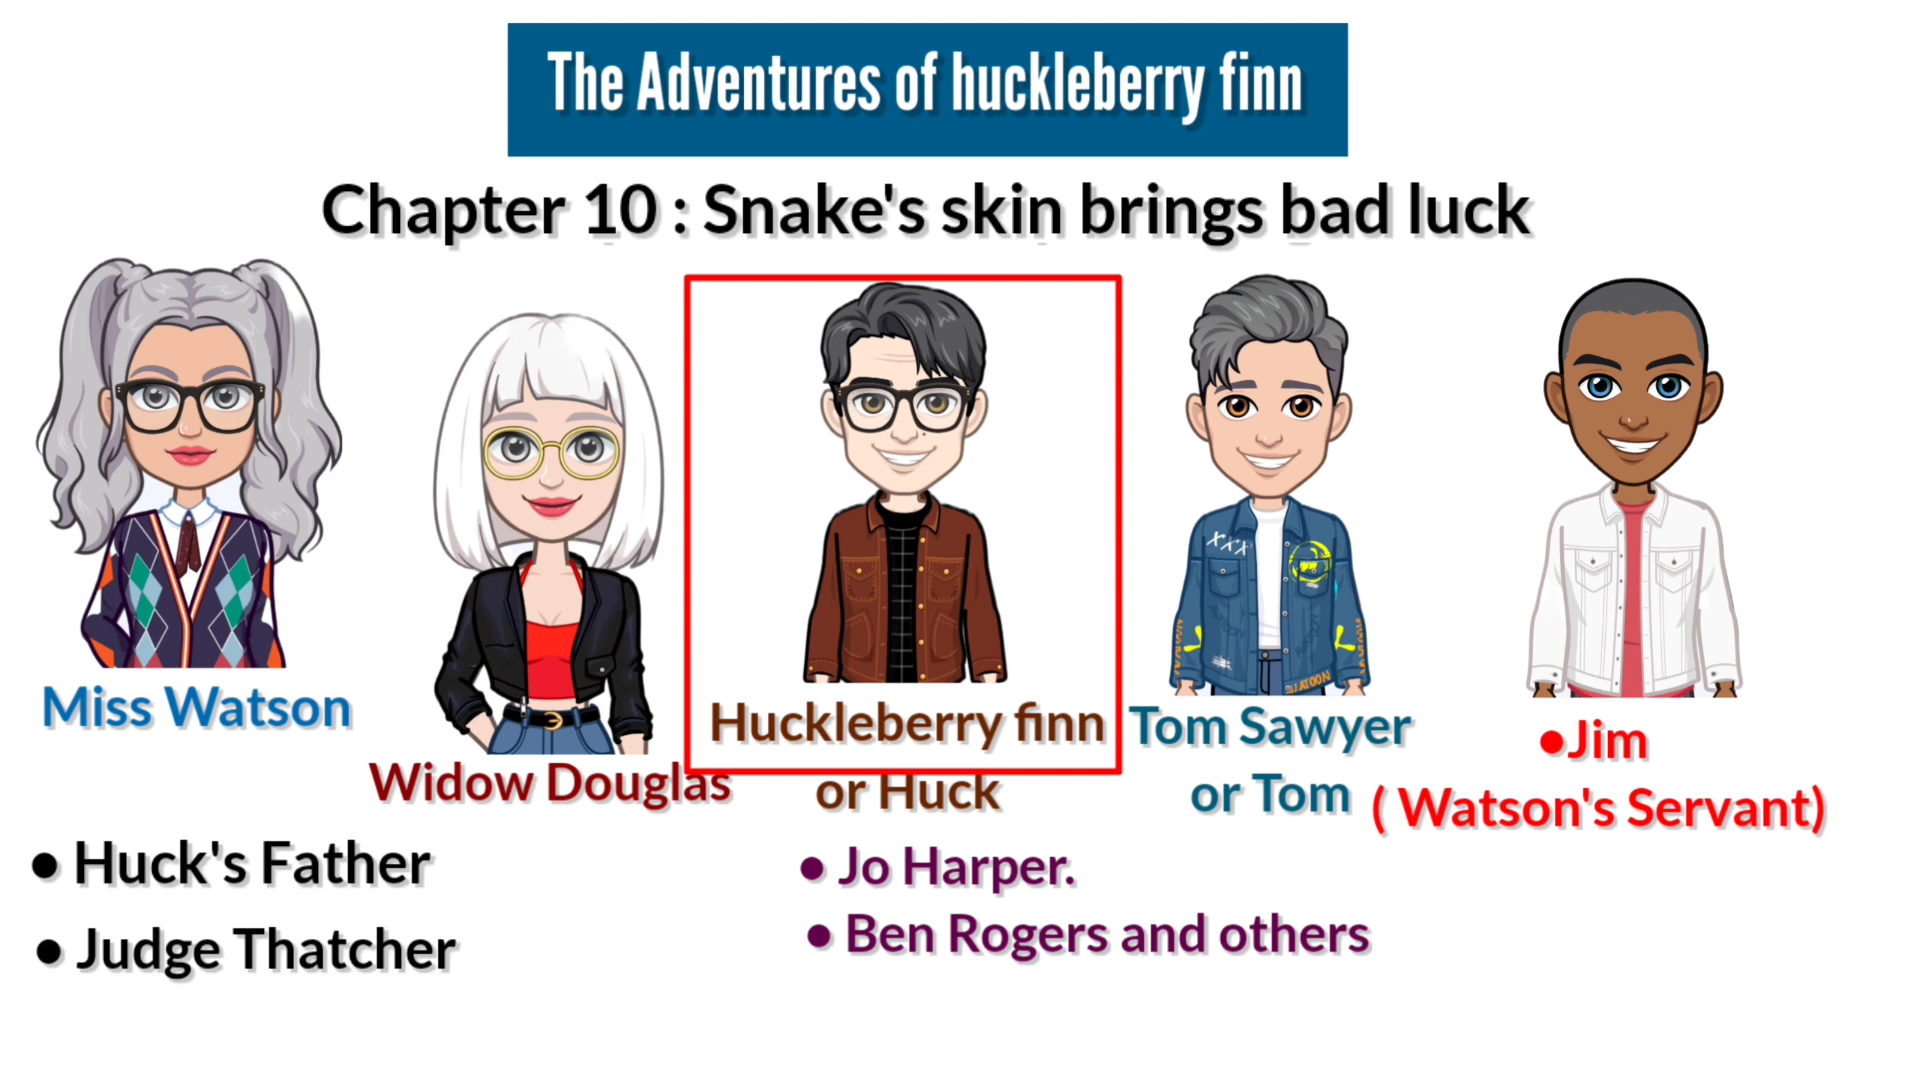 The Adventures of huckleberry finn
Chapter 10 : Snake's skin brings bad luck
Miss Watson
Widow Douglas
Huckleberry finn
or Huck
Tom Sawyer
or Tom
•Jim
( Watson's Servant)
• Huck's Father
• Judge Thatcher
• Jo Harper.
• Ben Rogers and others
XXX